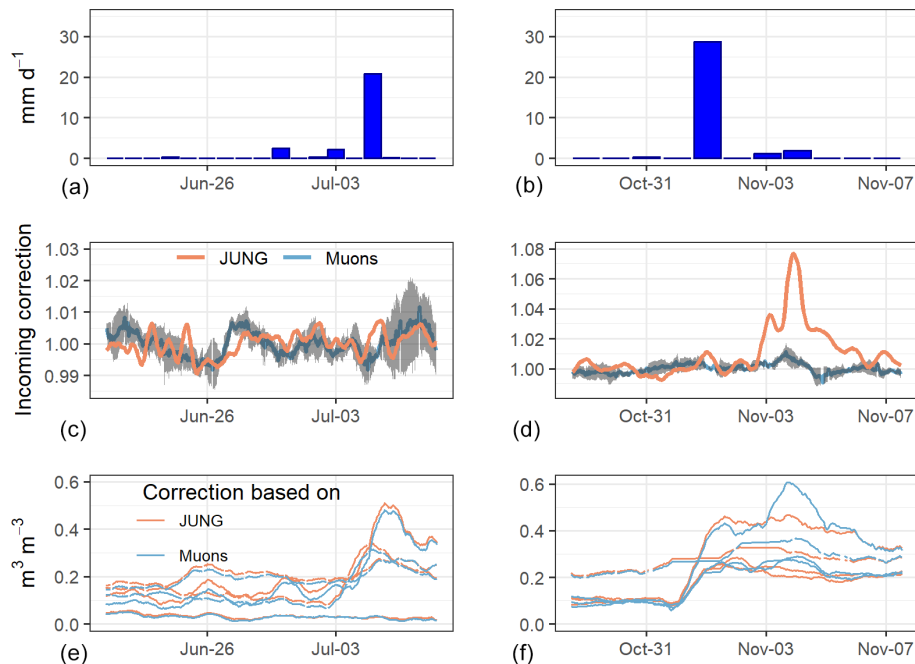 mm d⁻¹
30
20
10
0
(a)
Jun-26
Jul-03
30
20
10
0
(b)
Oct-31
Nov-03
Nov-07
Incoming correction
1.03
1.02
1.01
1.00
0.99
JUNG
Muons
(c)
Jun-26
Jul-03
1.08
1.06
1.04
1.02
1.00
(d)
Oct-31
Nov-03
Nov-07
m³ m⁻³
0.6
0.4
0.2
0.0
Correction based on
JUNG
Muons
(e)
Jun-26
Jul-03
0.6
0.4
0.2
0.0
(f)
Oct-31
Nov-03
Nov-07